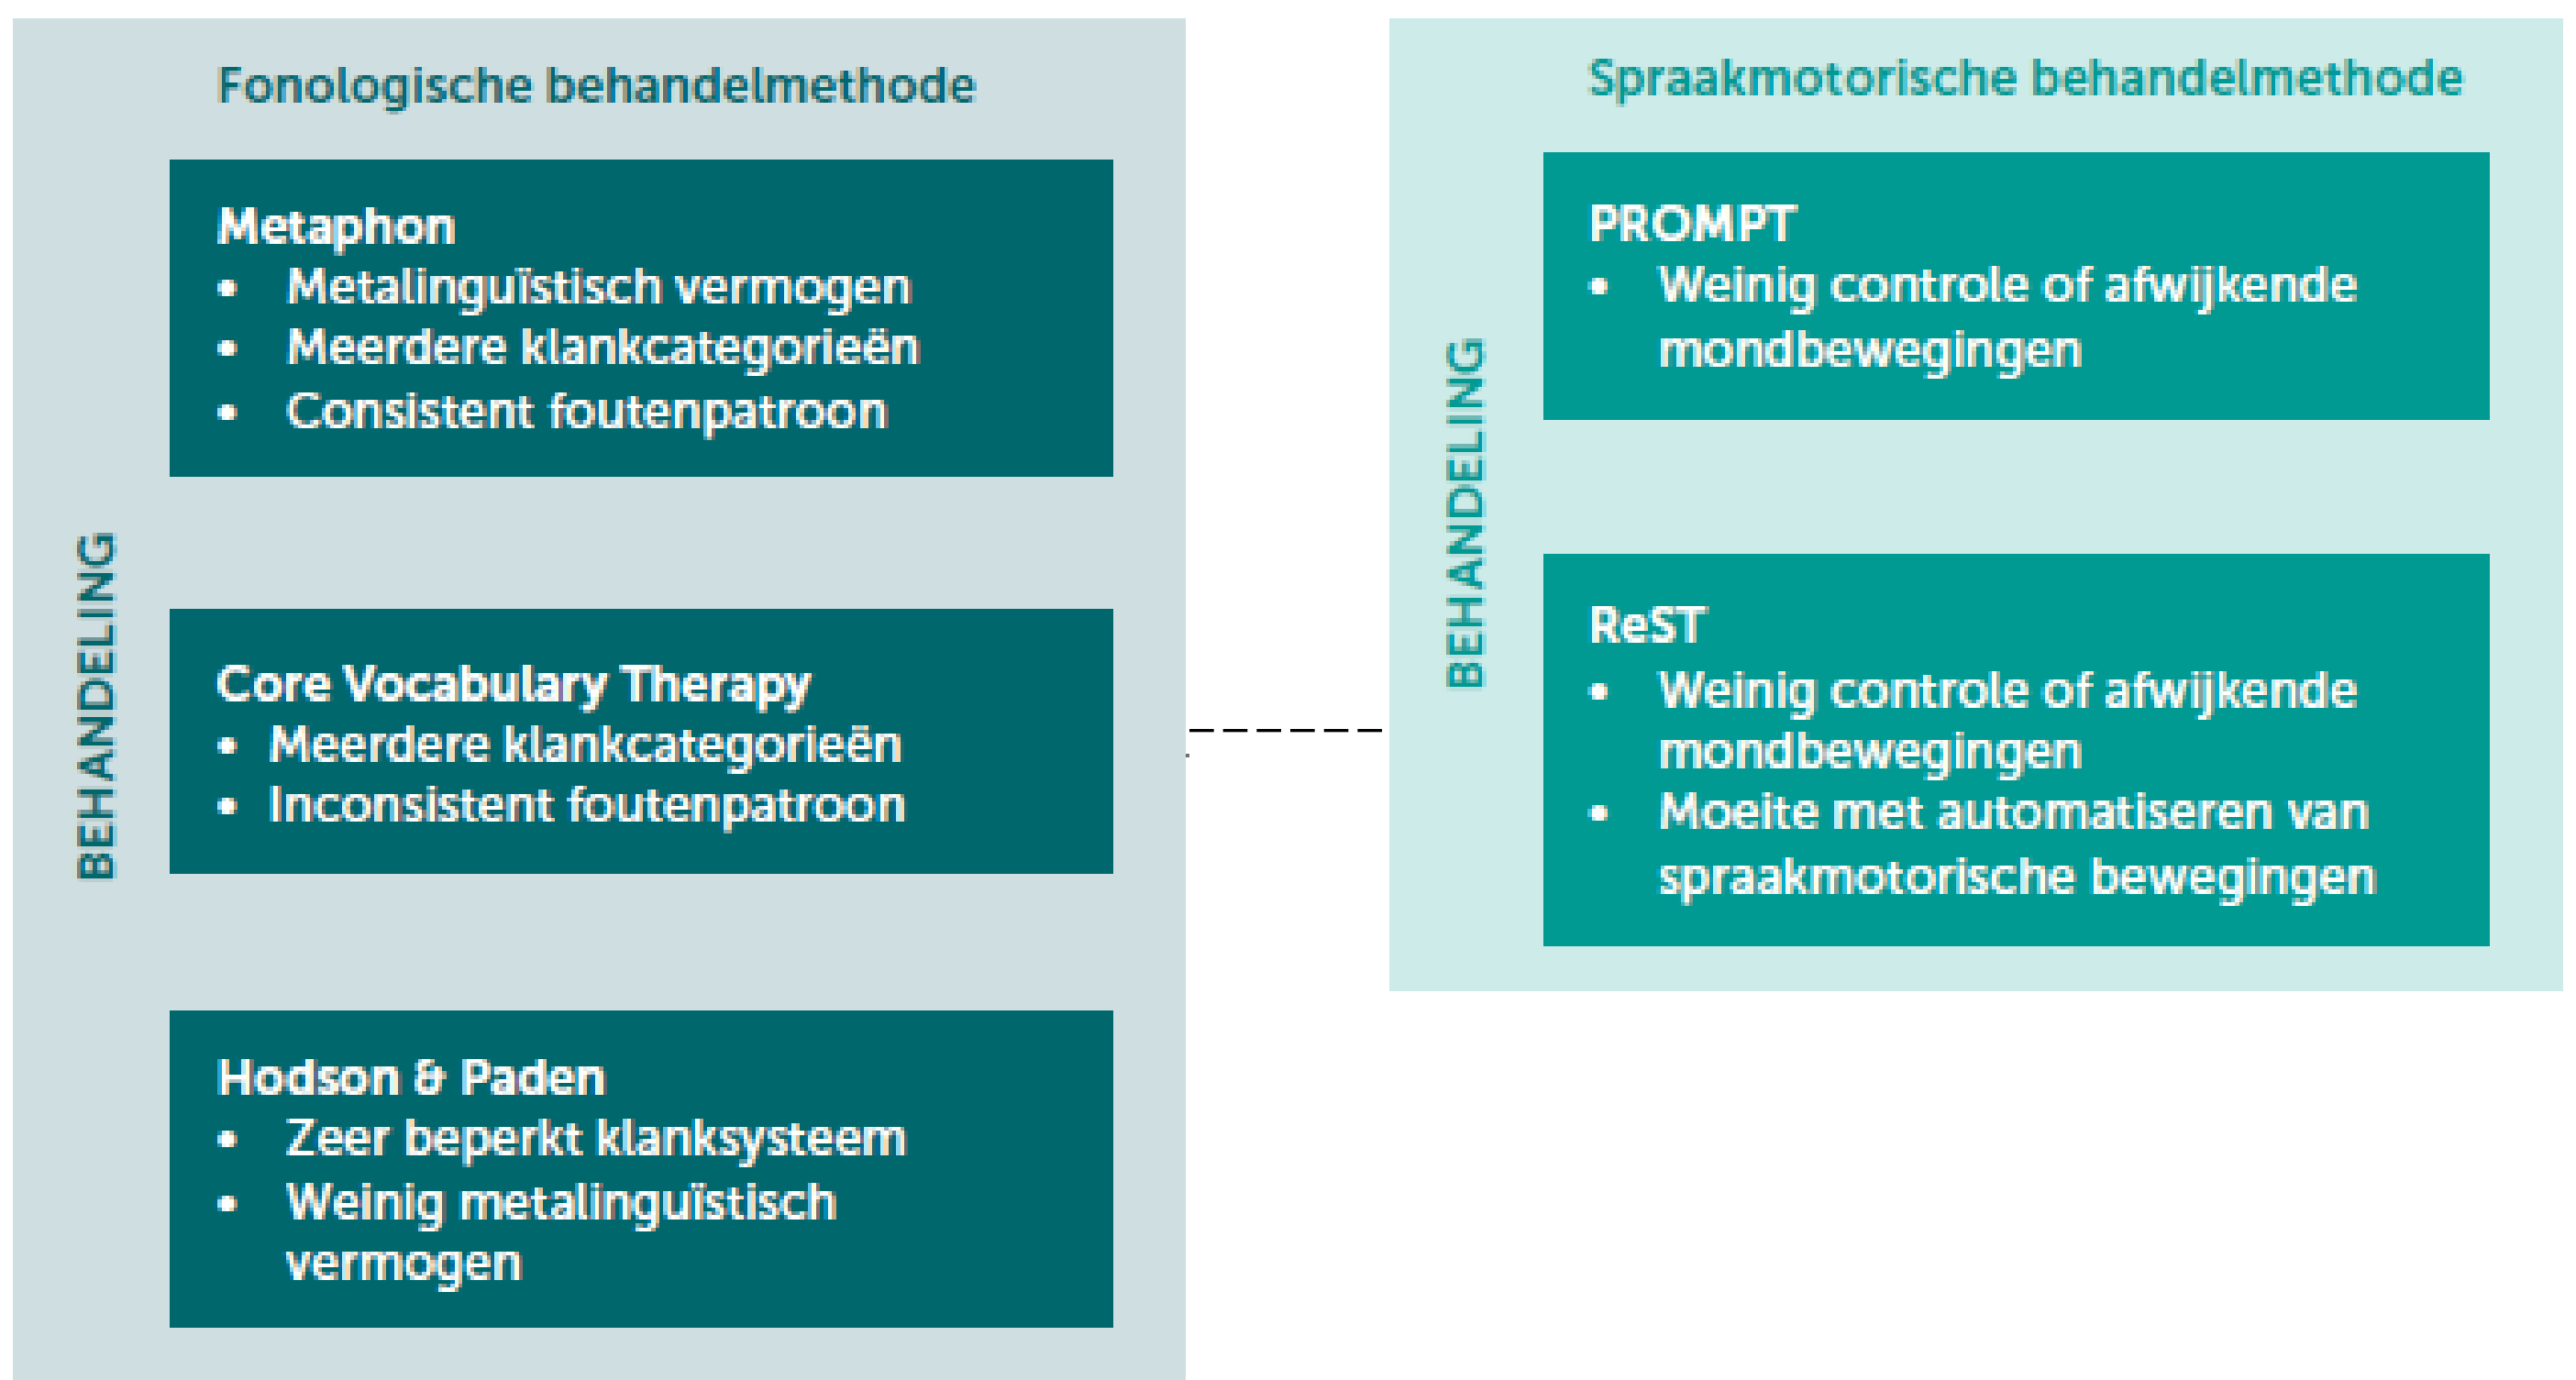 Fonologische behandelmethode
BEHANDELING
Metaphon
• Metalinguïstisch vermogen
• Meerdere klankcategorieën
• Consistent foutenpatroon
Core Vocabulary Therapy
• Meerdere klankcategorieën
• Inconsistent foutenpatroon
Hodson & Paden
• Zeer beperkt klanksysteem
• Weinig metalinguïstisch
vermogen
Spraakmotorische behandelmethode
BEHANDELING
PROMPT
• Weinig controle of afwijkende
mondbewegingen
ReST
• Weinig controle of afwijkende
mondbewegingen
• Moeite met automatiseren van
spraakmotorische bewegingen